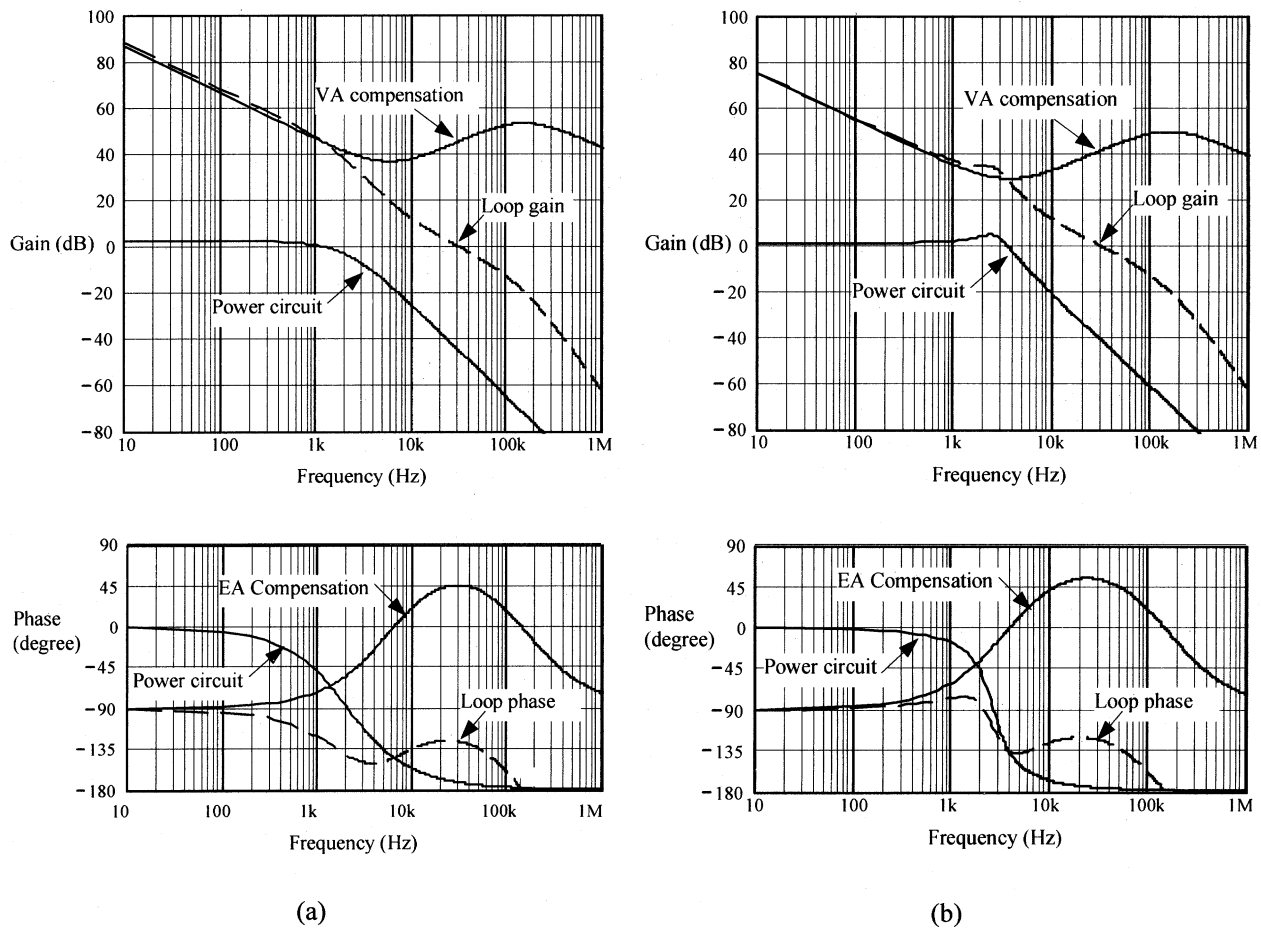 100
80
60
40
20
Gain (dB) 0
−20
−40
−60
−80
VA compensation
Loop gain
Power circuit
10 100 1k 10k 100k 1M
Frequency (Hz)
100
80
60
40
20
Gain (dB) 0
−20
−40
−60
−80
VA compensation
Loop gain
Power circuit
10 100 1k 10k 100k 1M
Frequency (Hz)
90
45
0
−45
−90
−135
−180
Phase
(degree)
EA Compensation
Power circuit
Loop phase
10 100 1k 10k 100k 1M
Frequency (Hz)
90
45
0
−45
−90
−135
−180
Phase
(degree)
EA Compensation
Power circuit
Loop phase
10 100 1k 10k 100k 1M
Frequency (Hz)
(a)
(b)